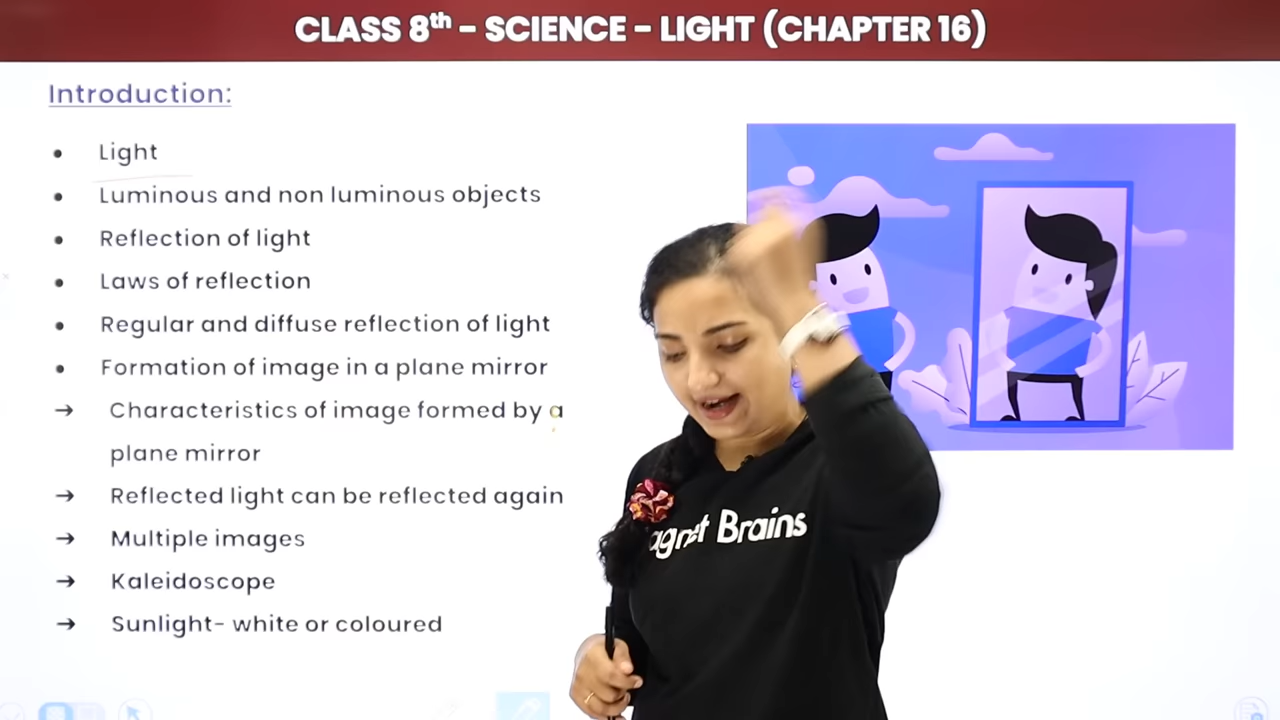 CLASS 8th - SCIENCE - LIGHT (CHAPTER 16)
Introduction:
• Light
• Luminous and non luminous objects
• Reflection of light
• Laws of reflection
• Regular and diffuse reflection of light
• Formation of image in a plane mirror
→ Characteristics of image formed by a
plane mirror
→ Reflected light can be reflected again
→ Multiple images
→ Kaleidoscope
→ Sunlight- white or coloured
Brains